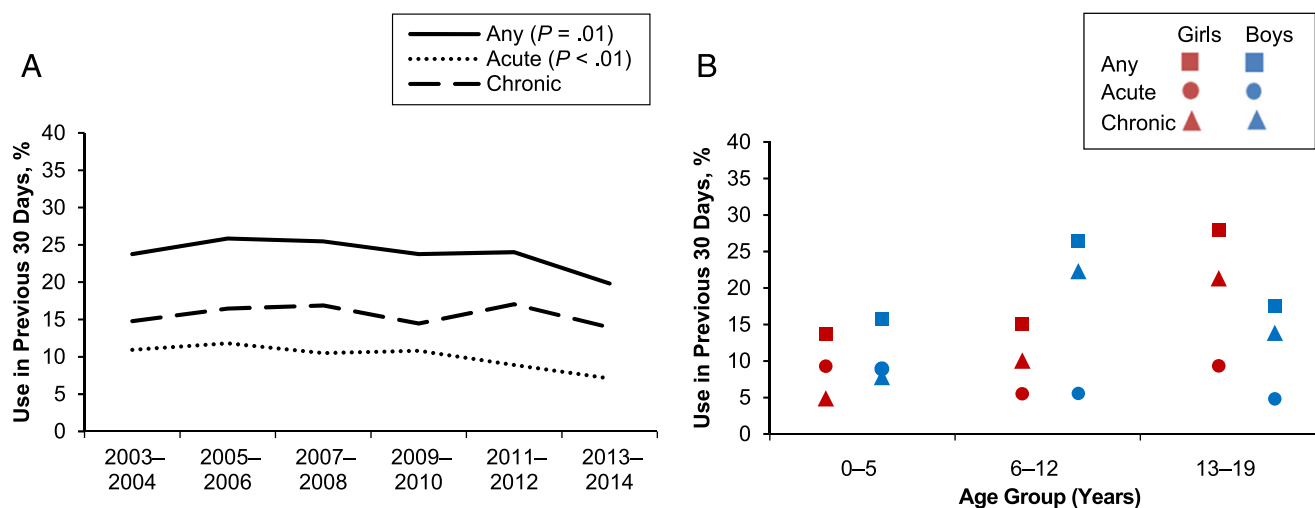 A
Any (P = .01)
Acute (P < .01)
Chronic
Use in Previous 30 Days, %
40
35
30
25
20
15
10
5
0
2003–
2004
2005–
2006
2007–
2008
2009–
2010
2011–
2012
2013–
2014
B
Girls Boys
Any
Acute
Chronic
Use in Previous 30 Days, %
40
35
30
25
20
15
10
5
0
0–5 6–12 13–19
Age Group (Years)